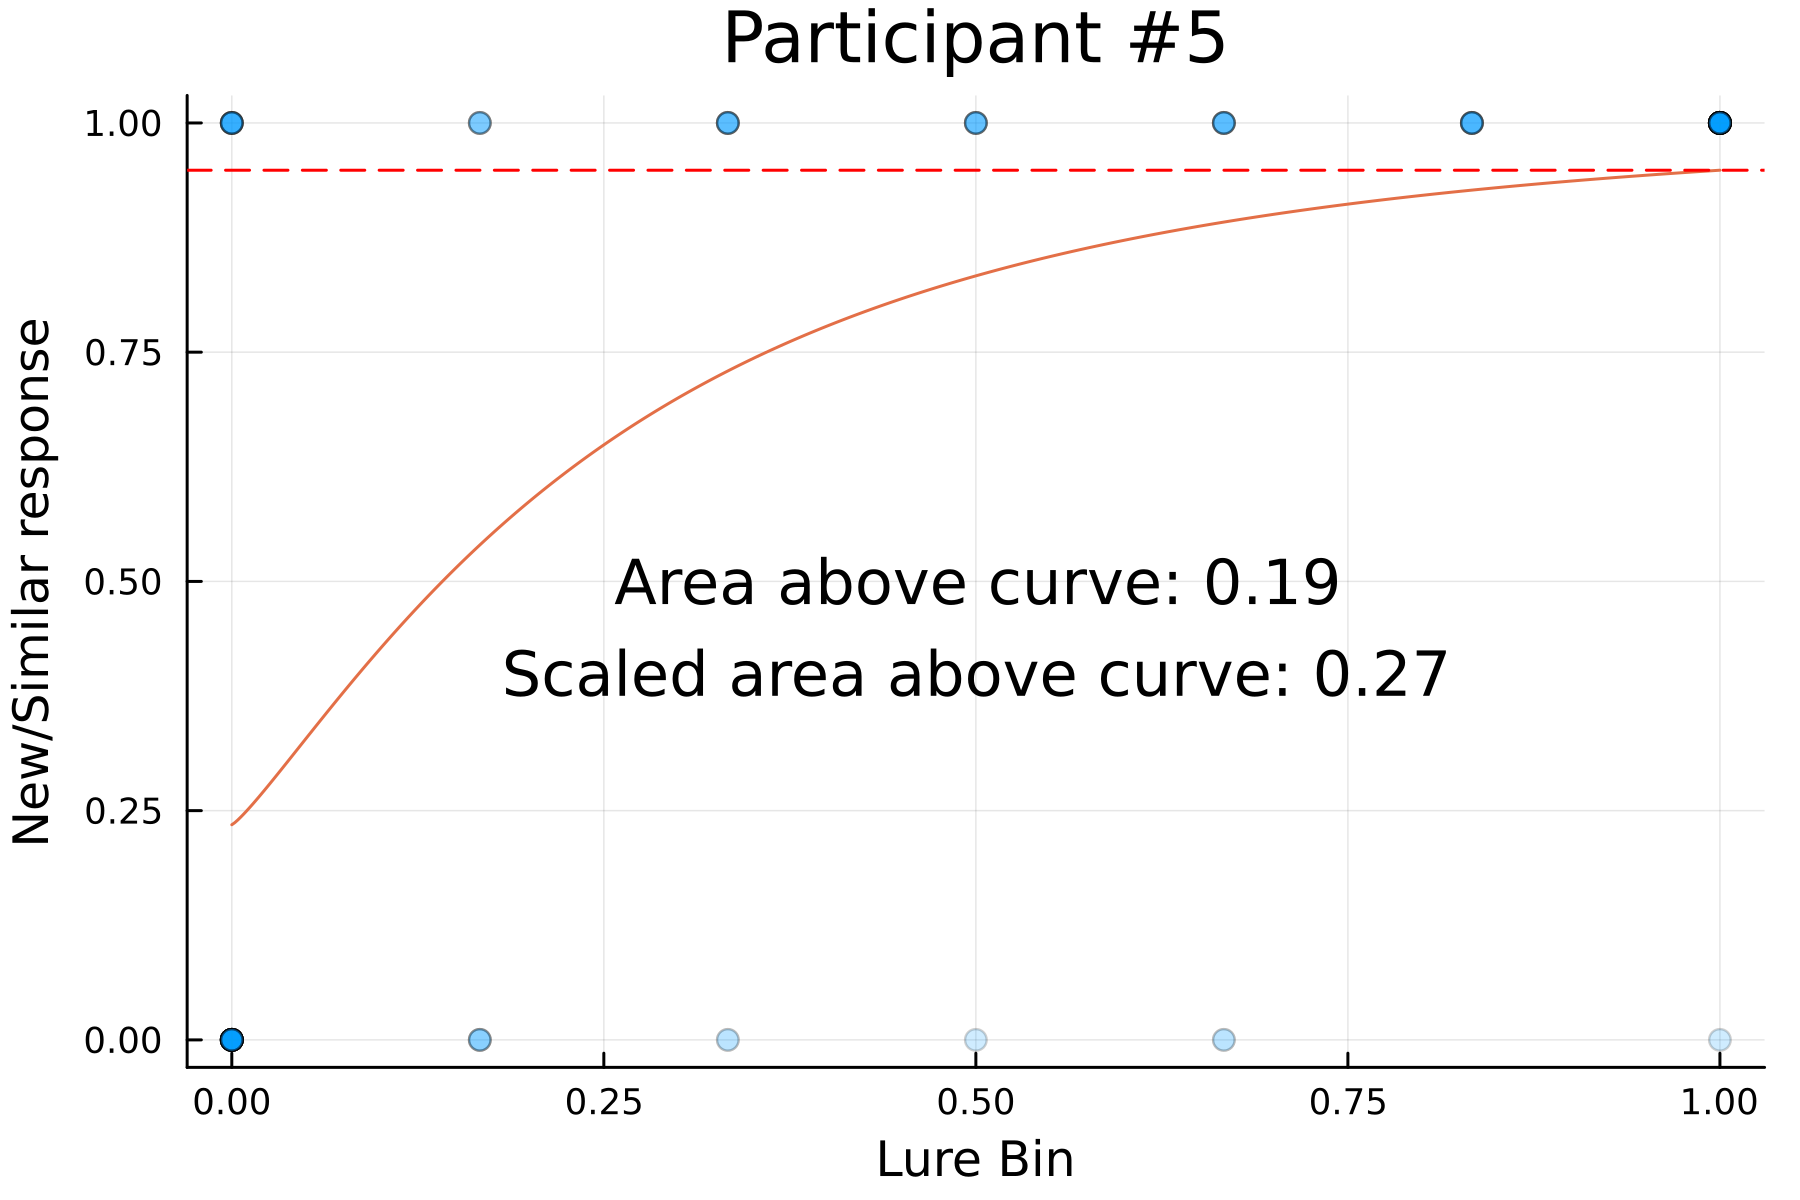 Participant #5
1.00
0.75
0.50
0.25
0.00
New/Similar response
Area above curve: 0.19
Scaled area above curve: 0.27
0.00 0.25 0.50 0.75 1.00
Lure Bin